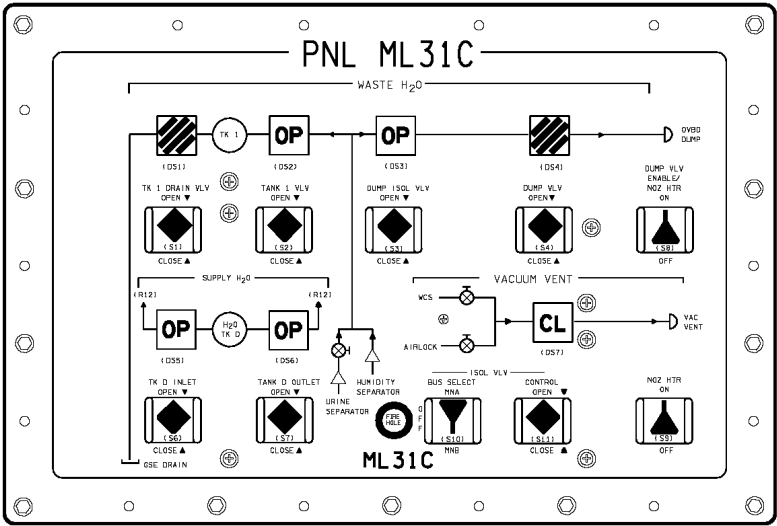 PNL ML31C
WASTE H2O
TK 1
OP
OP
OVBD
DUMP
(DS1)
(DS2)
(DS3)
(DS4)
TK 1 DRAIN VLV
OPEN ▼
TANK 1 VLV
OPEN ▼
DUMP ISOL VLV
OPEN ▼
DUMP VLV
OPEN ▼
DUMP VLV
ENABLE/
NOZ HTR
ON
(S1)
(S2)
(S3)
(S4)
(S8)
CLOSE ▲
CLOSE ▲
CLOSE ▲
CLOSE ▲
OFF
SUPPLY H2O
VACUUM VENT
(R12)
(R12)
WCS
OP
H2O
TK D
OP
CL
VAC
VENT
AIRLOCK
(DS5)
(DS6)
(DS7)
ISOL VLV
TK D INLET
OPEN ▼
TANK D OUTLET
OPEN ▼
HUMIDITY
SEPARATOR
URINE
SEPARATOR
BUS SELECT
MNA
CONTROL
OPEN ▼
NOZ HTR
ON
FIRE
HOLE
O
F
F
(S6)
(S7)
(S10)
(S11)
(S9)
CLOSE ▲
CLOSE ▲
MNB
CLOSE ▲
OFF
GSE DRAIN
ML31C